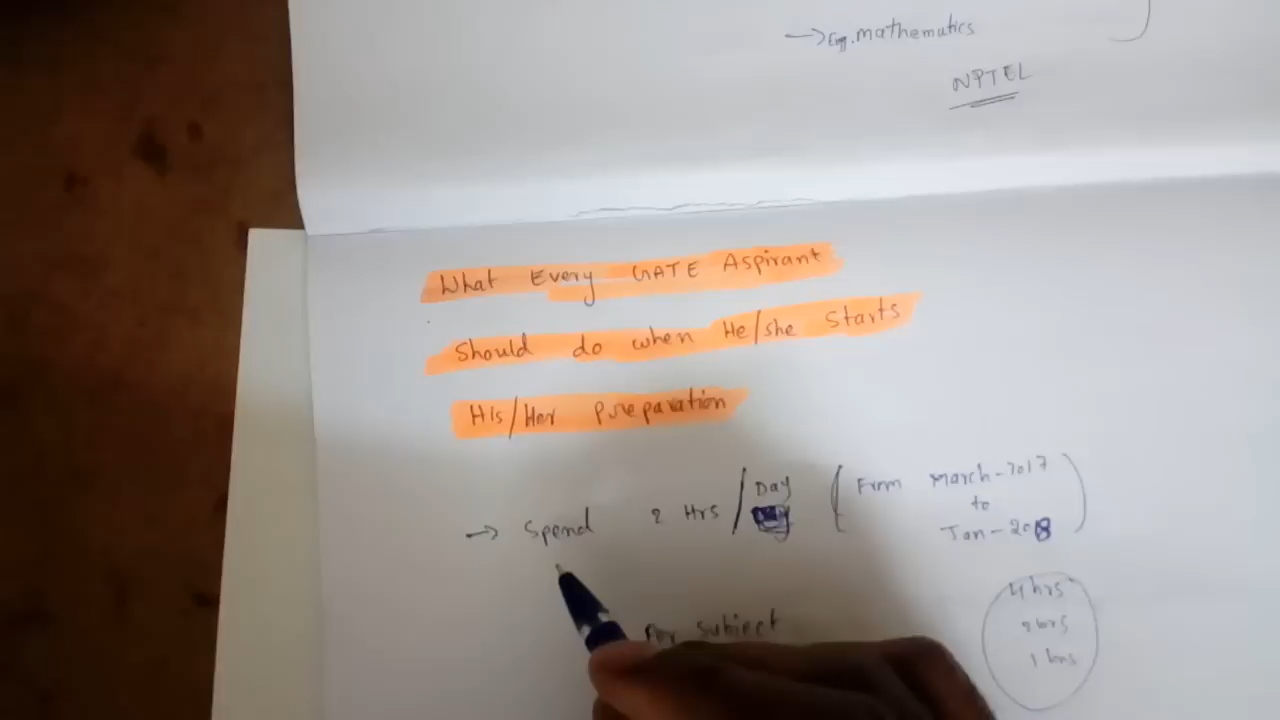 → Eng. mathematics
NPTEL
What Every GATE Aspirant
Should do when He/she Starts
His/Her preparation
→ Spend 2 Hrs / Day (From March-2017
to
Jan-2018)
4 hrs
2 hrs
1 hrs
Per subject